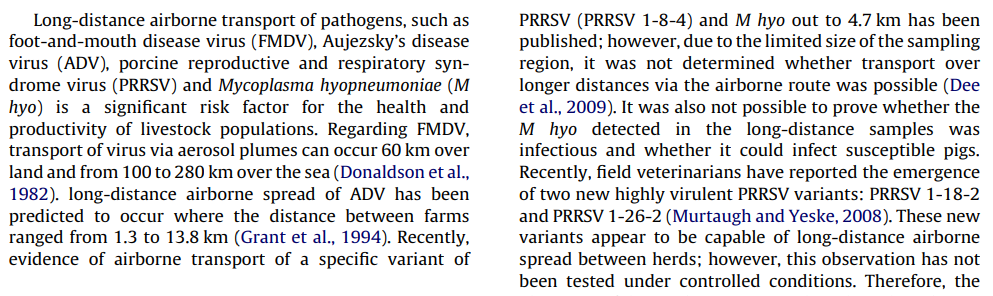 Long-distance airborne transport of pathogens, such as
foot-and-mouth disease virus (FMDV), Aujezsky's disease
virus (ADV), porcine reproductive and respiratory syn-
drome virus (PRRSV) and Mycoplasma hyopneumoniae (M
hyo) is a significant risk factor for the health and
productivity of livestock populations. Regarding FMDV,
transport of virus via aerosol plumes can occur 60 km over
land and from 100 to 280 km over the sea (Donaldson et al.,
1982). long-distance airborne spread of ADV has been
predicted to occur where the distance between farms
ranged from 1.3 to 13.8 km (Grant et al., 1994). Recently,
evidence of airborne transport of a specific variant of
PRRSV (PRRSV 1-8-4) and M hyo out to 4.7 km has been
published; however, due to the limited size of the sampling
region, it was not determined whether transport over
longer distances via the airborne route was possible (Dee
et al., 2009). It was also not possible to prove whether the
M hyo detected in the long-distance samples was
infectious and whether it could infect susceptible pigs.
Recently, field veterinarians have reported the emergence
of two new highly virulent PRRSV variants: PRRSV 1-18-2
and PRRSV 1-26-2 (Murtaugh and Yeske, 2008). These new
variants appear to be capable of long-distance airborne
spread between herds; however, this observation has not
been tested under controlled conditions. Therefore, the